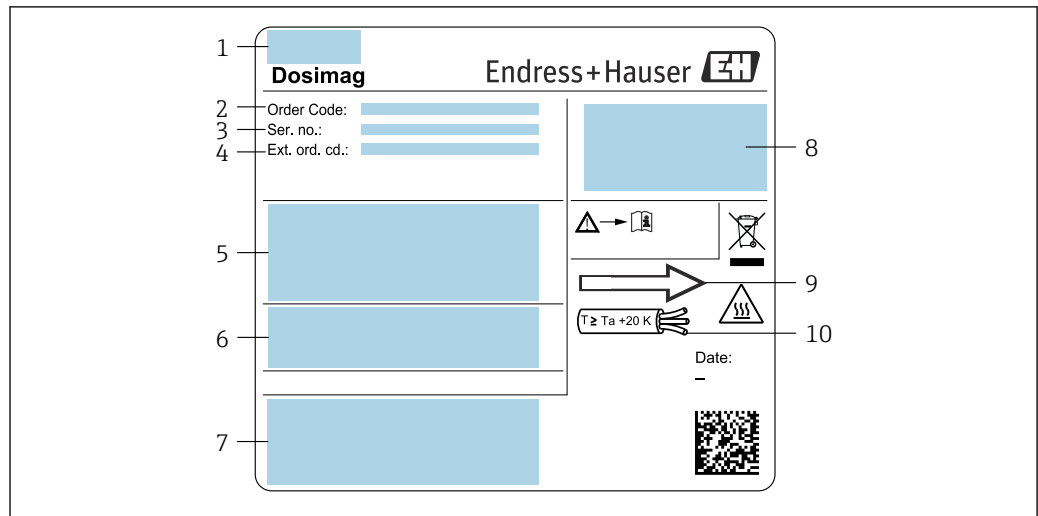 1
Dosimag
Endress+Hauser EH
2
Order Code:
3
Ser. no.:
4
Ext. ord. cd.:
8
5
9
T ≥ Ta +20 K
10
6
Date:
–
7